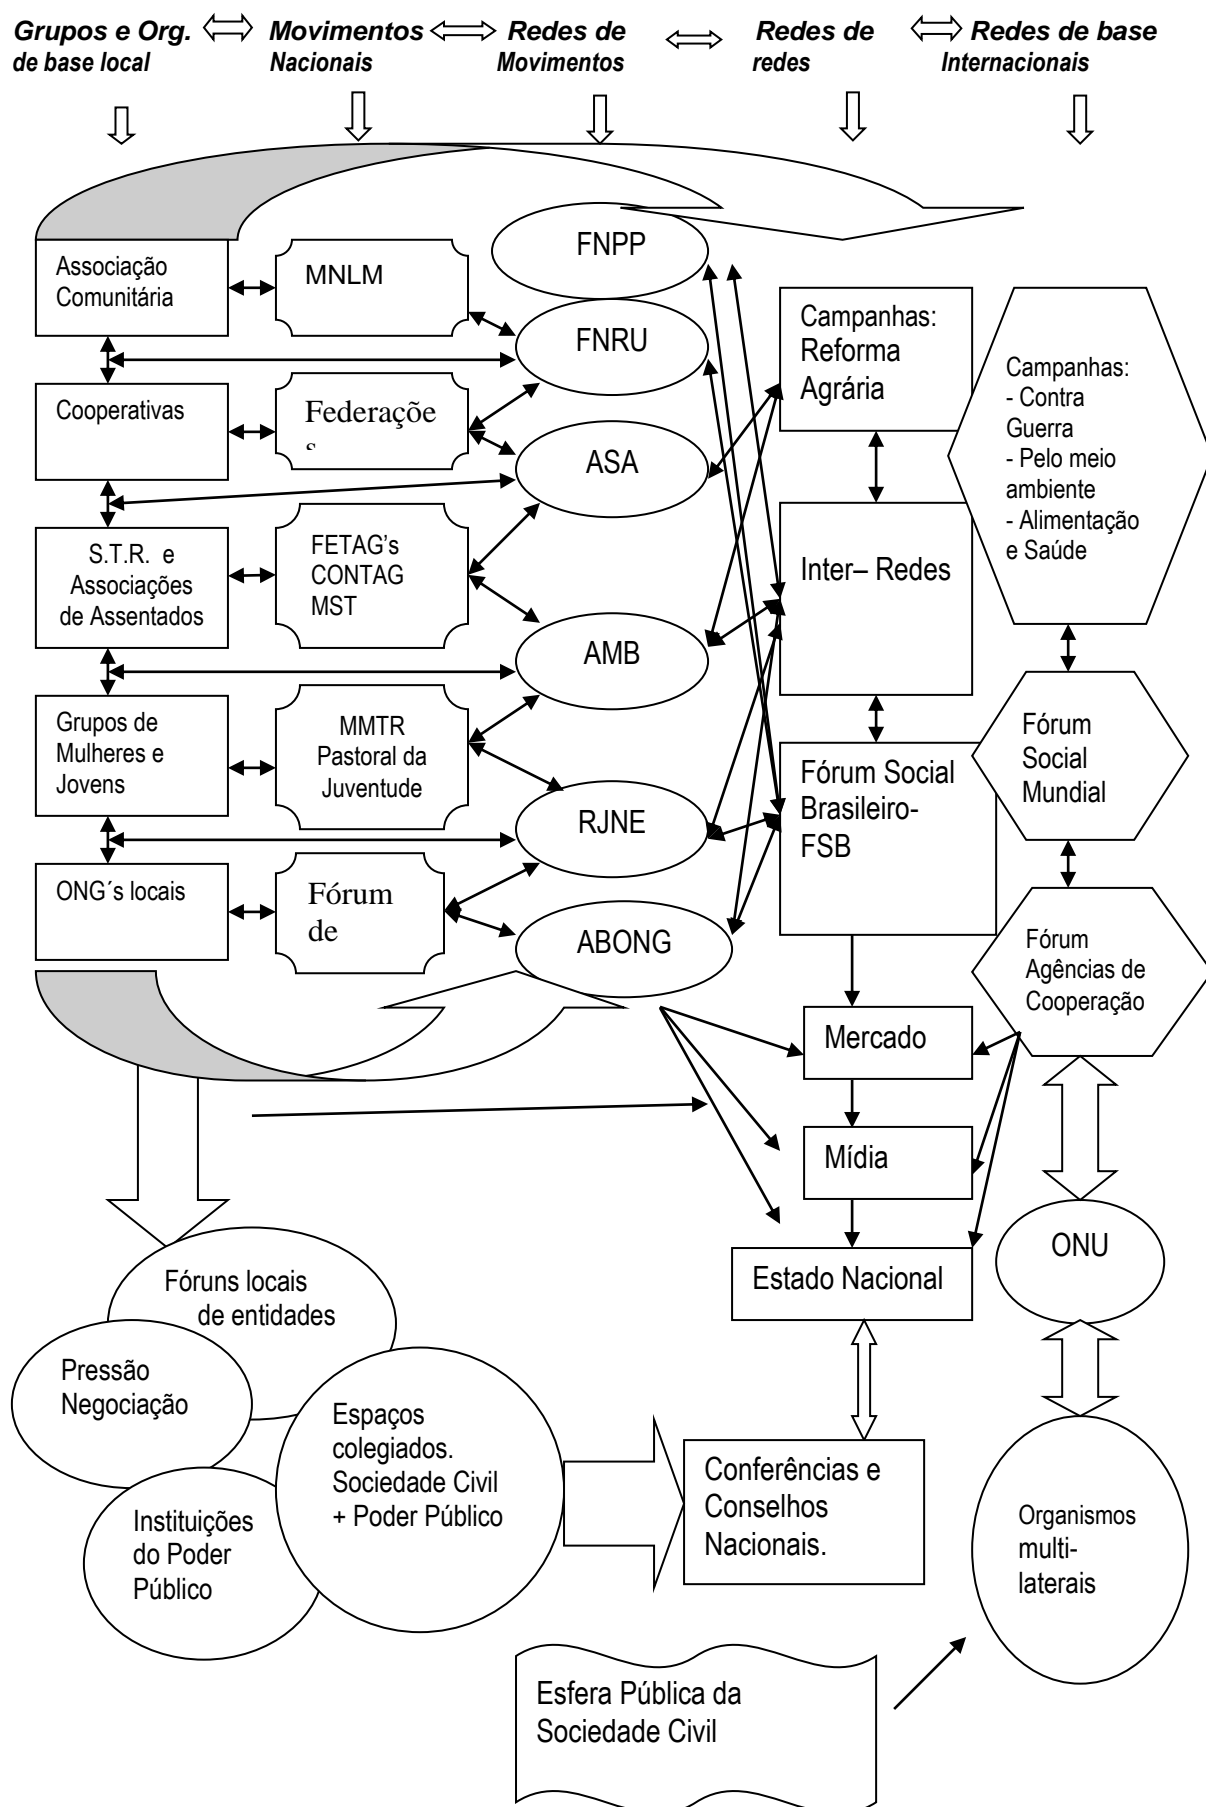 Grupos e Org.
de base local
Movimentos
Nacionais
Redes de
Movimentos
Redes de
redes
Redes de base
Internacionais
Associação
Comunitária
Cooperativas
S.T.R. e
Associações
de Assentados
Grupos de
Mulheres e
Jovens
ONG´s locais
MNLM
Federaçõe
s
FETAG's
CONTAG
MST
MMTR
Pastoral da
Juventude
Fórum
de
FNPP
FNRU
ASA
AMB
RJNE
ABONG
Campanhas:
Reforma
Agrária
Inter– Redes
Fórum Social
Brasileiro-
FSB
Mercado
Mídia
Estado Nacional
Campanhas:
- Contra
Guerra
- Pelo meio
ambiente
- Alimentação
e Saúde
Fórum
Social
Mundial
Fórum
Agências de
Cooperação
ONU
Organismos
multi-
laterais
Fóruns locais
de entidades
Pressão
Negociação
Instituições
do Poder
Público
Espaços
colegiados.
Sociedade Civil
+ Poder Público
Conferências e
Conselhos
Nacionais.
Esfera Pública da
Sociedade Civil